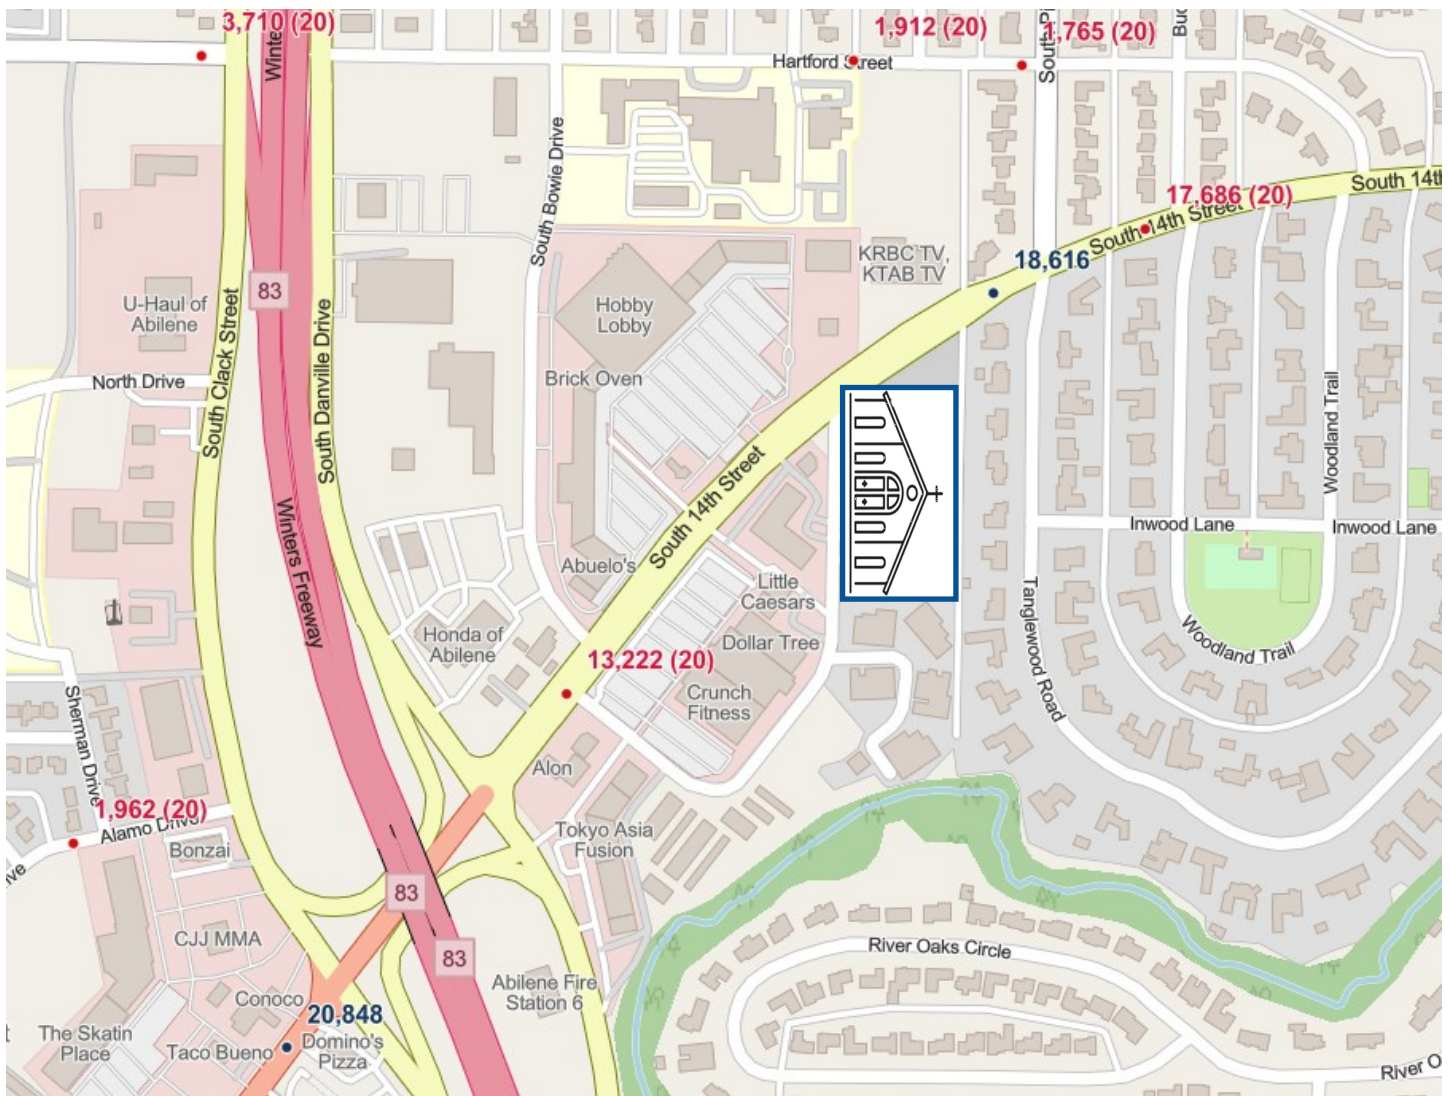 3,710 (20)
1,912 (20)
1,765 (20)
Hartford Street
South Bowie Drive
South 14th
17,686 (20)
South 14th Street
KRBC TV,
KTAB TV
18,616
83
U-Haul of
Abilene
Hobby
Lobby
North Drive
Brick Oven
South Clack Street
South Danville Drive
Woodland Trail
South 14th Street
Winters Freeway
Inwood Lane
Inwood Lane
Abuelo's
Little
Caesars
Tanglewood Road
Honda of
Abilene
Dollar Tree
Woodland Trail
13,222 (20)
Crunch
Fitness
Sherman Drive
Alon
1,962 (20)
Alamo Drive
Bonzai
Tokyo Asia
Fusion
83
CJJ MMA
83
River Oaks Circle
Abilene Fire
Station 6
Conoco
20,848
The Skatin
Place
Taco Bueno
Domino's
Pizza
River O